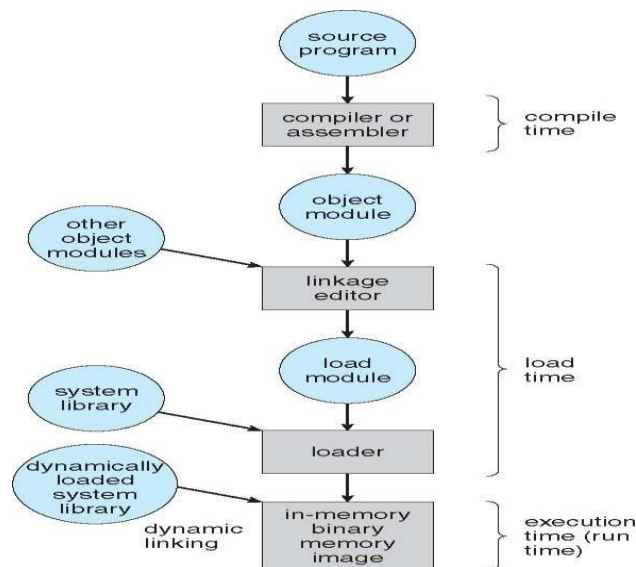 source
program
compiler or
assembler
compile
time
object
module
other
object
modules
linkage
editor
load
module
load
time
system
library
loader
dynamically
loaded
system
library
dynamic
linking
in-memory
binary
memory
image
execution
time (run
time)